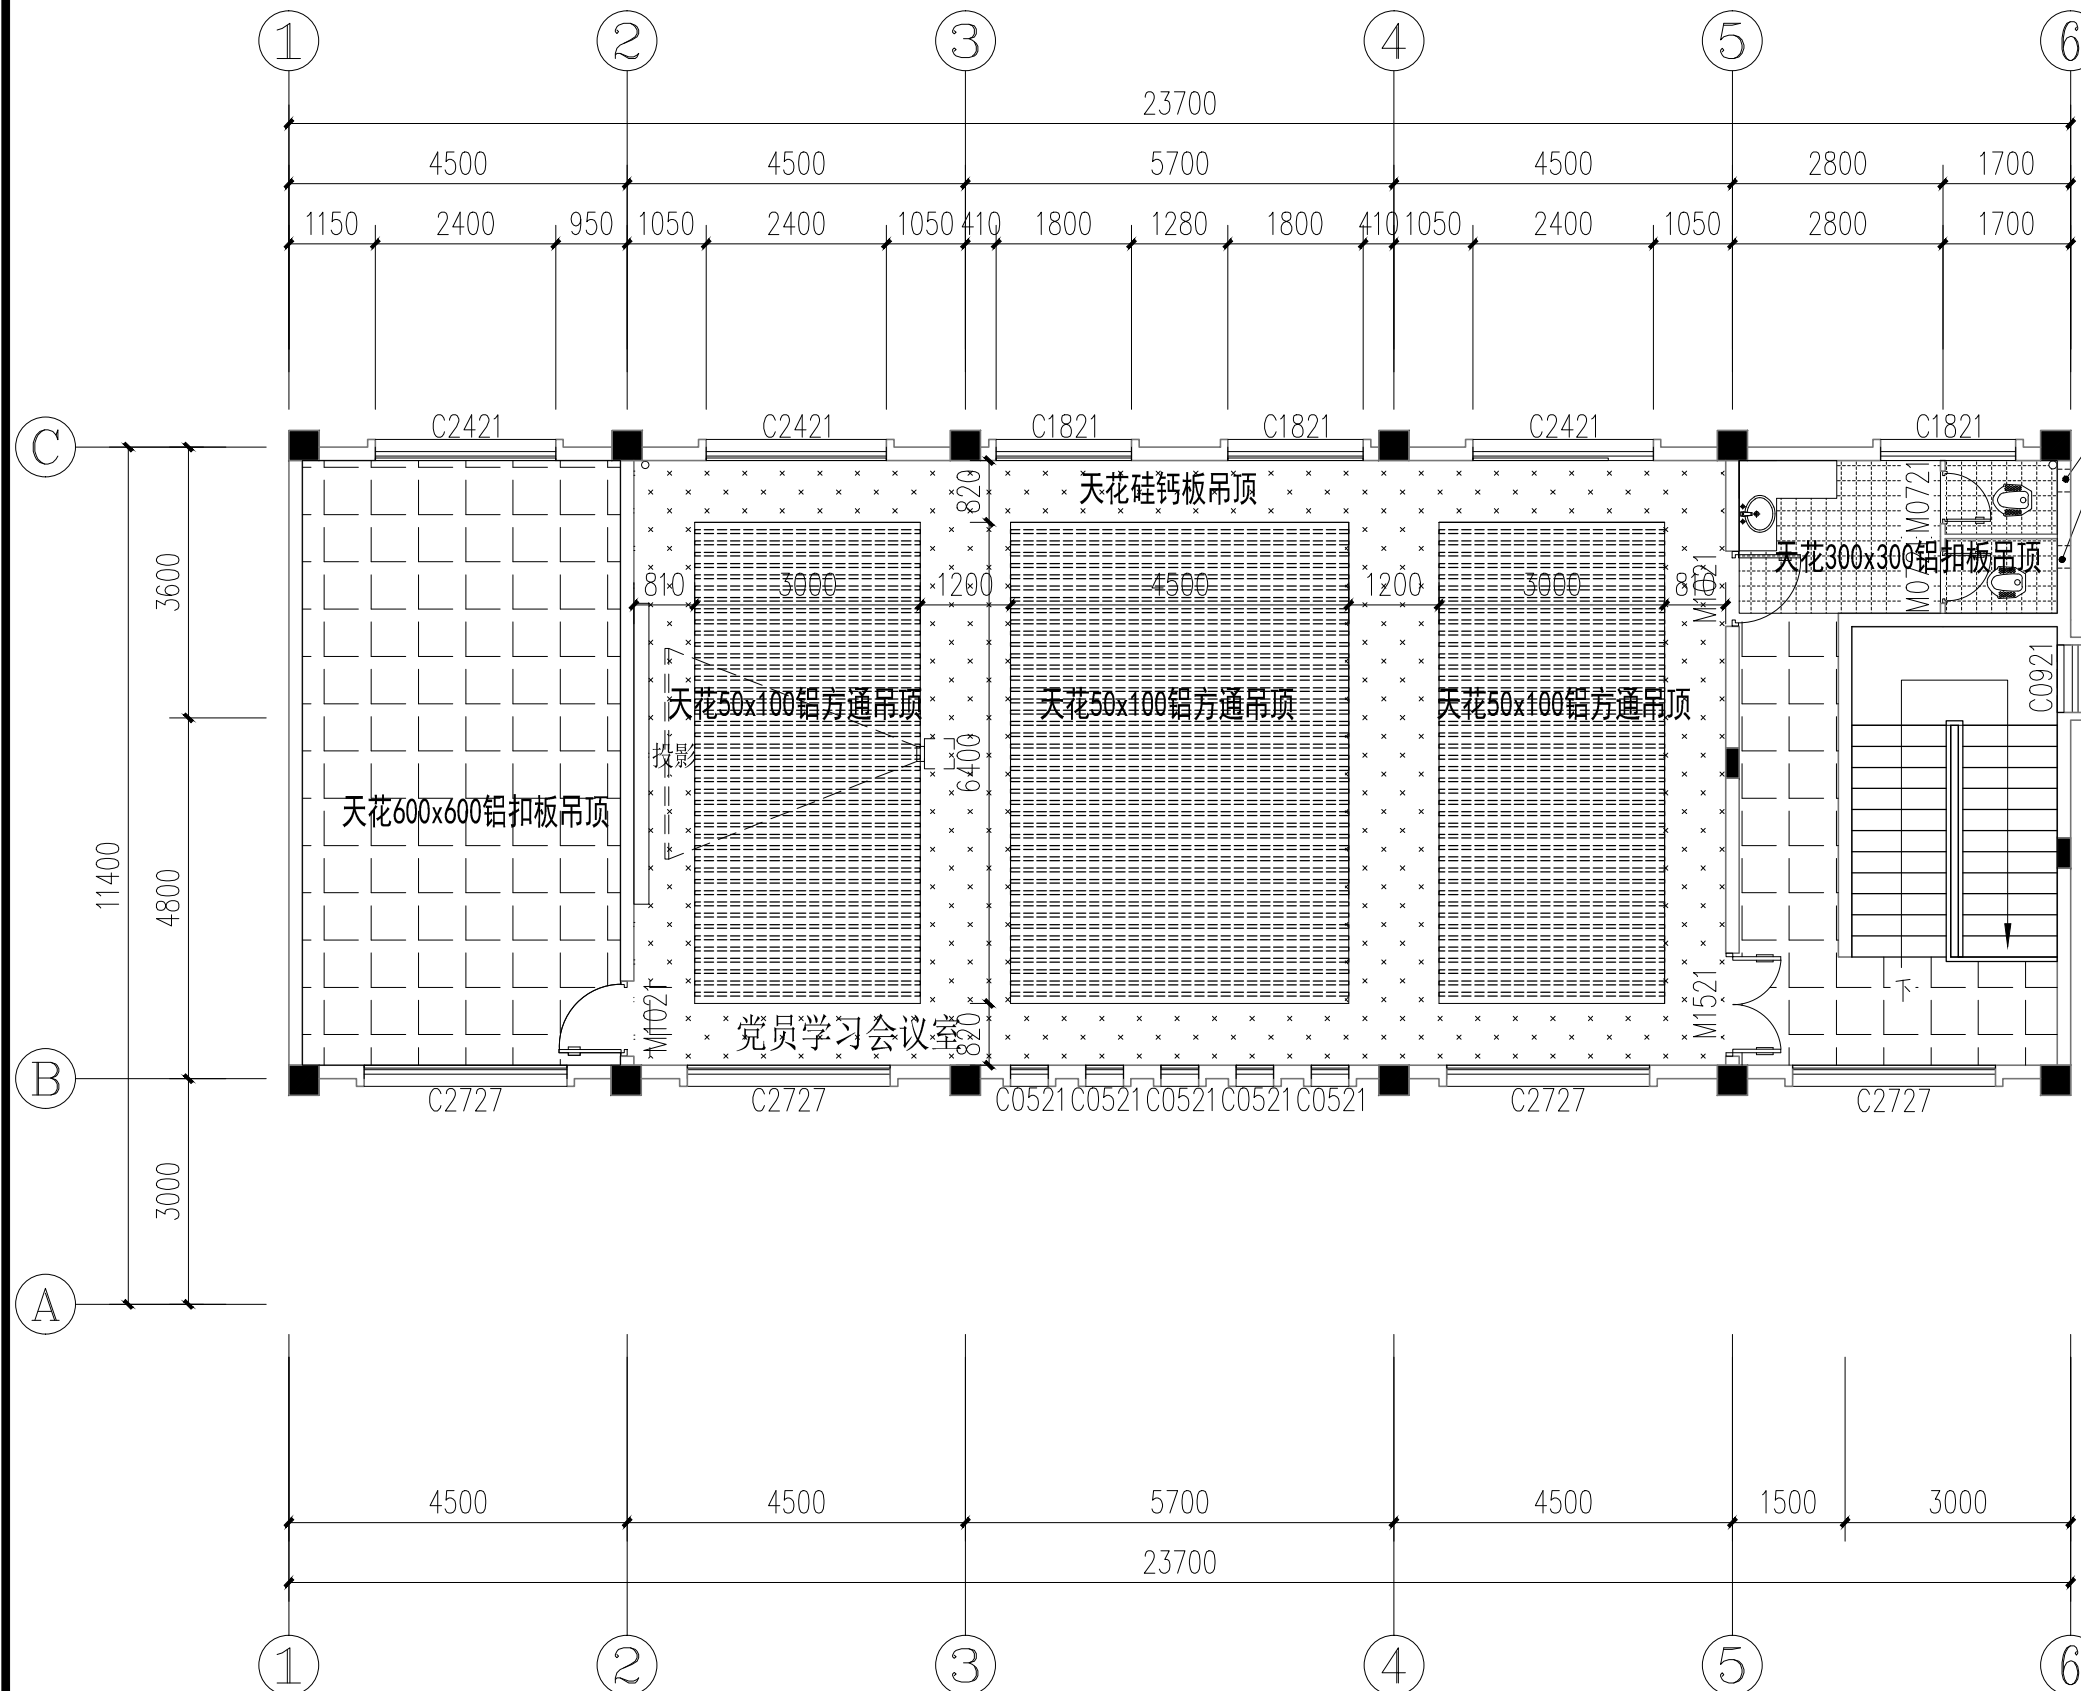 1 2 3 4 5 6
23700
4500 4500 5700 4500 2800 1700
1150 2400 950 1050 2400 1050 410 1800 1280 1800 410 1050 2400 1050 2800 1700
C C2421 C2421 C1821 C1821 C2421 C1821
820 天花硅钙板吊顶 M0721
天花300x300铝扣板吊顶
3600 810 3000 1200 4500 1200 3000 810 M1521
C0921
天花50x100铝方通吊顶 天花50x100铝方通吊顶 天花50x100铝方通吊顶
投影 6400
天花600x600铝扣板吊顶
11400 4800
下
M1021 党员学习会议室 820 M1521
B C2727 C2727 C0521 C0521 C0521 C0521 C0521 C2727 C2727
3000
A
4500 4500 5700 4500 1500 3000
23700
1 2 3 4 5 6